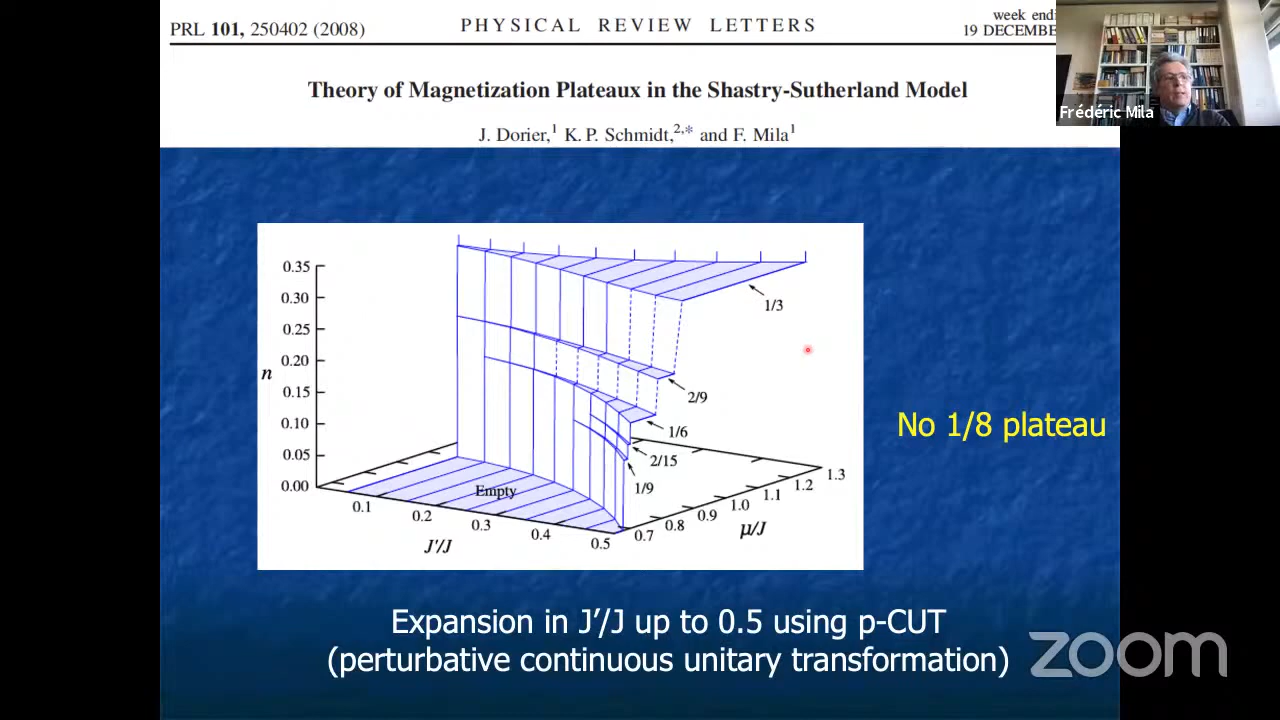 PRL 101, 250402 (2008)
PHYSICAL REVIEW LETTERS
week endi
19 DECEMBE
Frédéric Mila
Theory of Magnetization Plateaux in the Shastry-Sutherland Model
J. Dorier,¹ K. P. Schmidt,²,* and F. Mila¹
0.35
0.30
0.25
0.20
0.15
0.10
0.05
0.00
n
1/3
2/9
1/6
2/15
1/9
Empty
0.1
0.2
0.3
0.4
0.5
J'/J
0.7
0.8
0.9
1.0
1.1
1.2
1.3
μ/J
No 1/8 plateau
Expansion in J’/J up to 0.5 using p-CUT
(perturbative continuous unitary transformation)
zoom